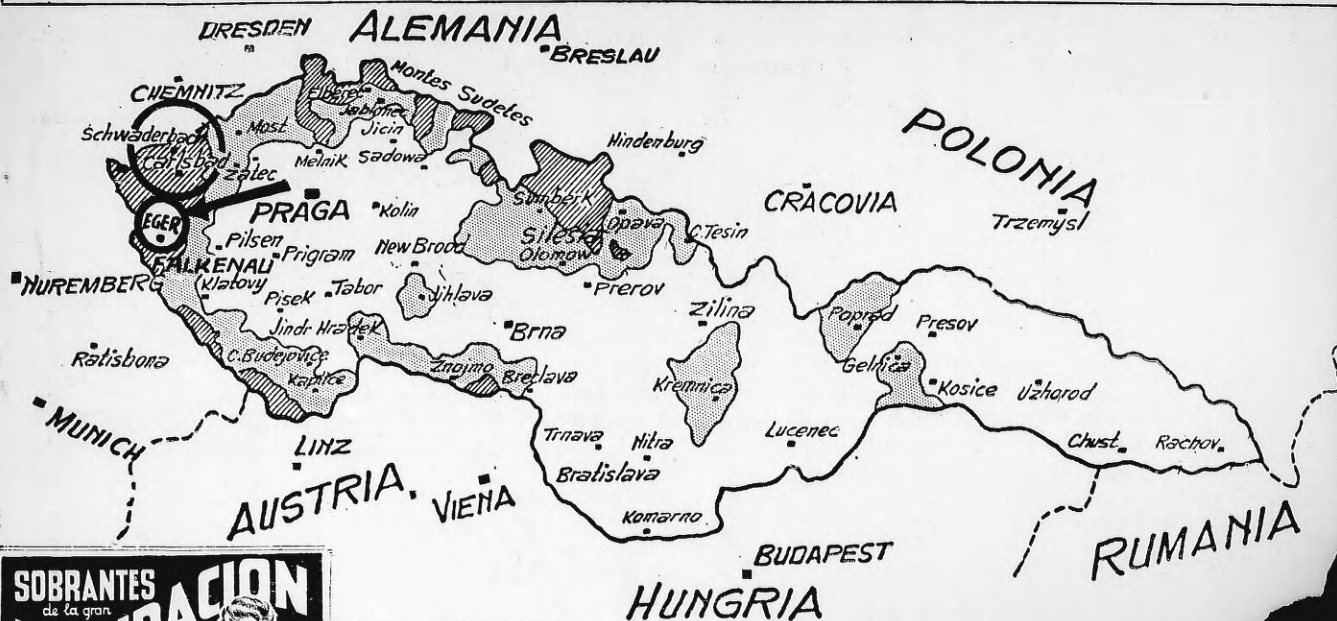 DRESDEN
ALEMANIA
BRESLAU
CHEMNITZ
Montes Sudetes
Schwaderbach
Most
Jablonec
Jicin
Hindenburg
POLONIA
Carlsbad
Zatec
Melnik
Sadowa
CRACOVIA
Trzemysl
EGER
PRAGA
Kolin
Sumberk
Opava
C. Tesin
Pilsen
Prigram
New Brood
Silesia
Olomow
FALKENAU
NUREMBERG
Klatovy
Pisek
Tabor
Jihlava
Prerov
Zilina
Poprad
Presov
Jindr Hradek
Brna
Ratisbona
C. Budejovice
Znojmo
Breclava
Gelnica
Kaplice
Kremnica
Kosice
Uzhorod
MUNICH
LINZ
Trnava
Nitra
Lucenec
Chust
Rachov
Bratislava
AUSTRIA
VIENA
Komarno
BUDAPEST
RUMANIA
HUNGRIA
SOBRANTES
de la gran